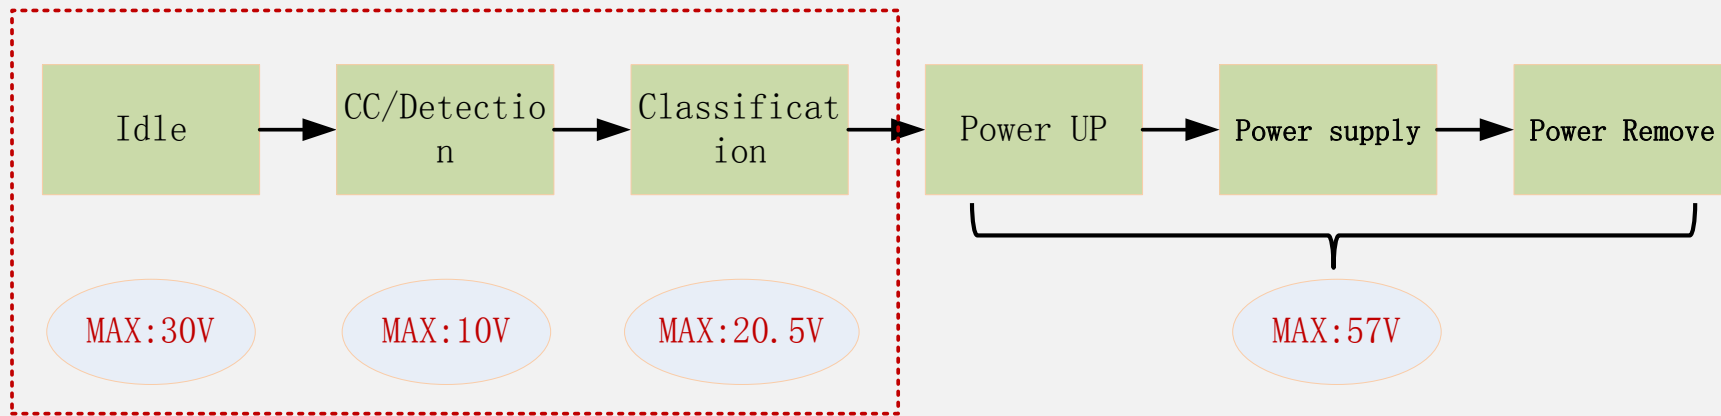 Idle
CC/Detectio
n
Classificat
ion
Power UP
Power supply
Power Remove
MAX:30V
MAX:10V
MAX:20.5V
MAX:57V